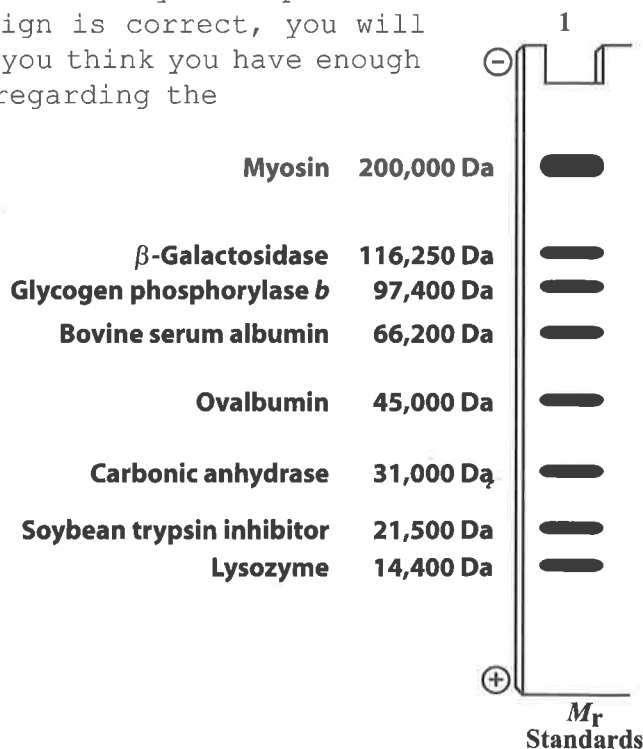 ign is correct, you will
you think you have enough
regarding the
1
⊖
Myosin 200,000 Da
β-Galactosidase 116,250 Da
Glycogen phosphorylase b 97,400 Da
Bovine serum albumin 66,200 Da
Ovalbumin 45,000 Da
Carbonic anhydrase 31,000 Da
Soybean trypsin inhibitor 21,500 Da
Lysozyme 14,400 Da
⊕
Mr
Standards